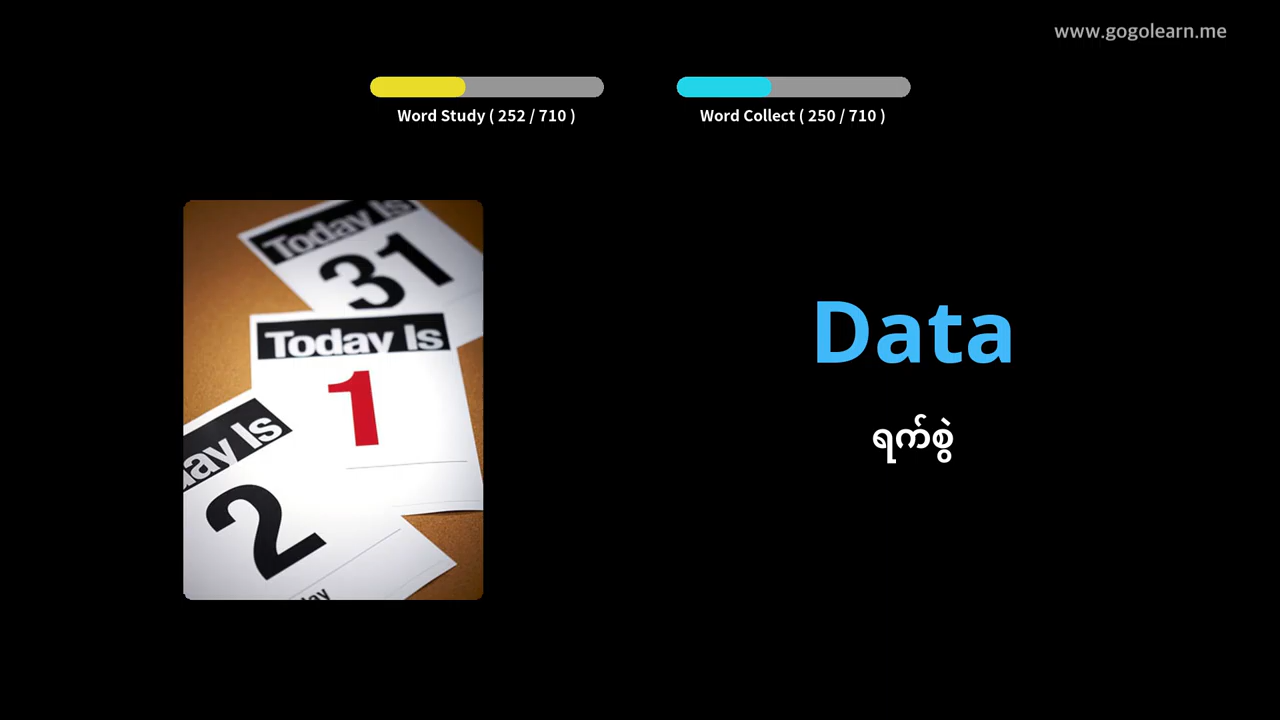 www.gogolearn.me
Word Study ( 252 / 710 )
Word Collect ( 250 / 710 )
Today Is
31
Today Is
1
ay Is
2
Data
ရက်စွဲ